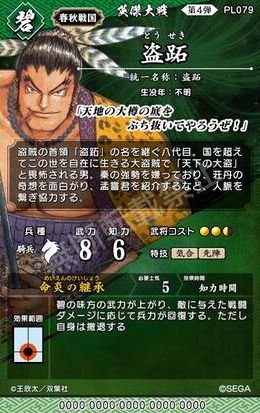 碧
春秋戦国
英傑大戦
第4弾
PL079
とう せき
盗跖
統一名称：盗跖
生没年：不明
「天地の大樽の底を
ぶち抜いてやろうぜ！」
盗賊の首領「盗跖」の名を継ぐ八代目。国を超え
てこの世を自在に生きる大盗賊で「天下の大盗」
と畏怖される男。秦の強勢を嫌っており、荘丹の
奇想を面白がり、孟嘗君を紹介するなど、人脈を
繋ぎ協力する。
兵種
武力
知力
武将コスト
騎兵
8
6
特技
気合
先陣
めいえんのけいしょう
命炎の継承
必要士気
5
効果時間
知力時間
効果範囲
碧の味方の武力が上がり、敵に与えた戦闘
ダメージに応じて兵力が回復する。ただし
自身は撤退する
©王欣太／双葉社
©SEGA
0000-0000-0000-0000-0000